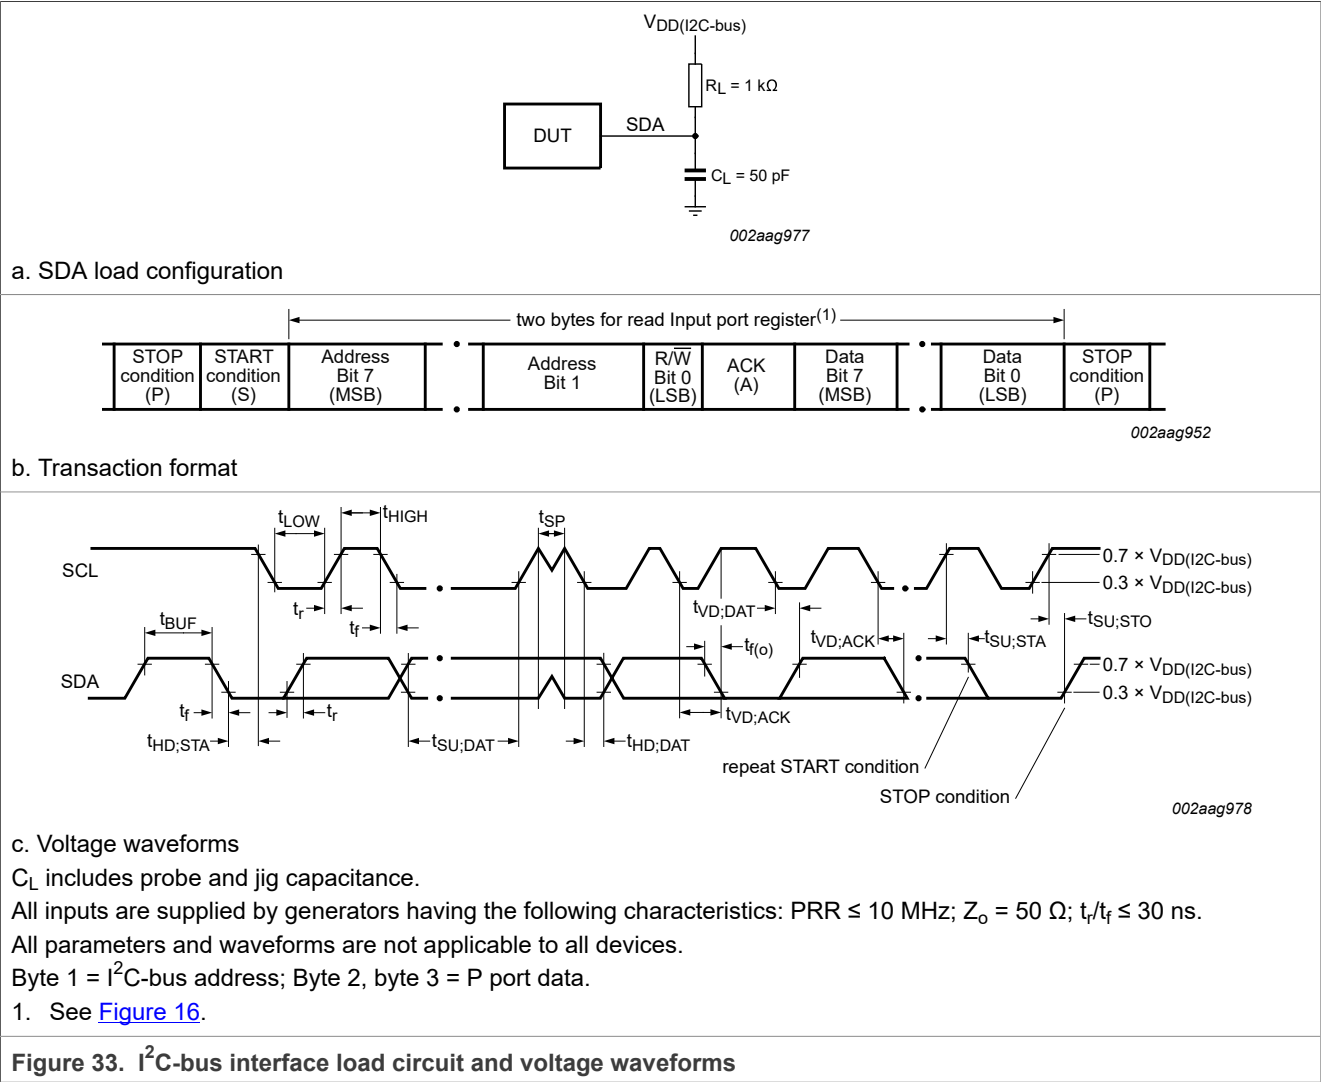 VDD(I2C-bus)
RL = 1 kΩ
DUT
SDA
CL = 50 pF
002aag977
a. SDA load configuration
two bytes for read Input port register(1)
STOP condition (P)
START condition (S)
Address Bit 7 (MSB)
Address Bit 1
R/W̅ Bit 0 (LSB)
ACK (A)
Data Bit 7 (MSB)
Data Bit 0 (LSB)
STOP condition (P)
002aag952
b. Transaction format
tLOW
tHIGH
tSP
SCL
0.7 × VDD(I2C-bus)
0.3 × VDD(I2C-bus)
tr
tf
tBUF
tVD;DAT
tf(o)
tVD;ACK
tSU;STA
tSU;STO
SDA
0.7 × VDD(I2C-bus)
0.3 × VDD(I2C-bus)
tf
tr
tVD;ACK
tHD;STA
tSU;DAT
tHD;DAT
repeat START condition
STOP condition
002aag978
c. Voltage waveforms
CL includes probe and jig capacitance.
All inputs are supplied by generators having the following characteristics: PRR ≤ 10 MHz; Zo = 50 Ω; tr/tf ≤ 30 ns.
All parameters and waveforms are not applicable to all devices.
Byte 1 = I²C-bus address; Byte 2, byte 3 = P port data.
1. See Figure 16.
Figure 33. I²C-bus interface load circuit and voltage waveforms